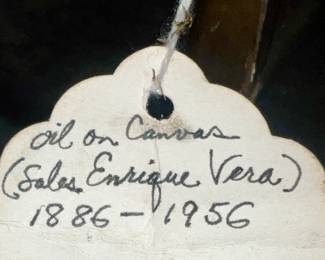 oil on Canvas
(Sales Enrique Vera)
1886 - 1956